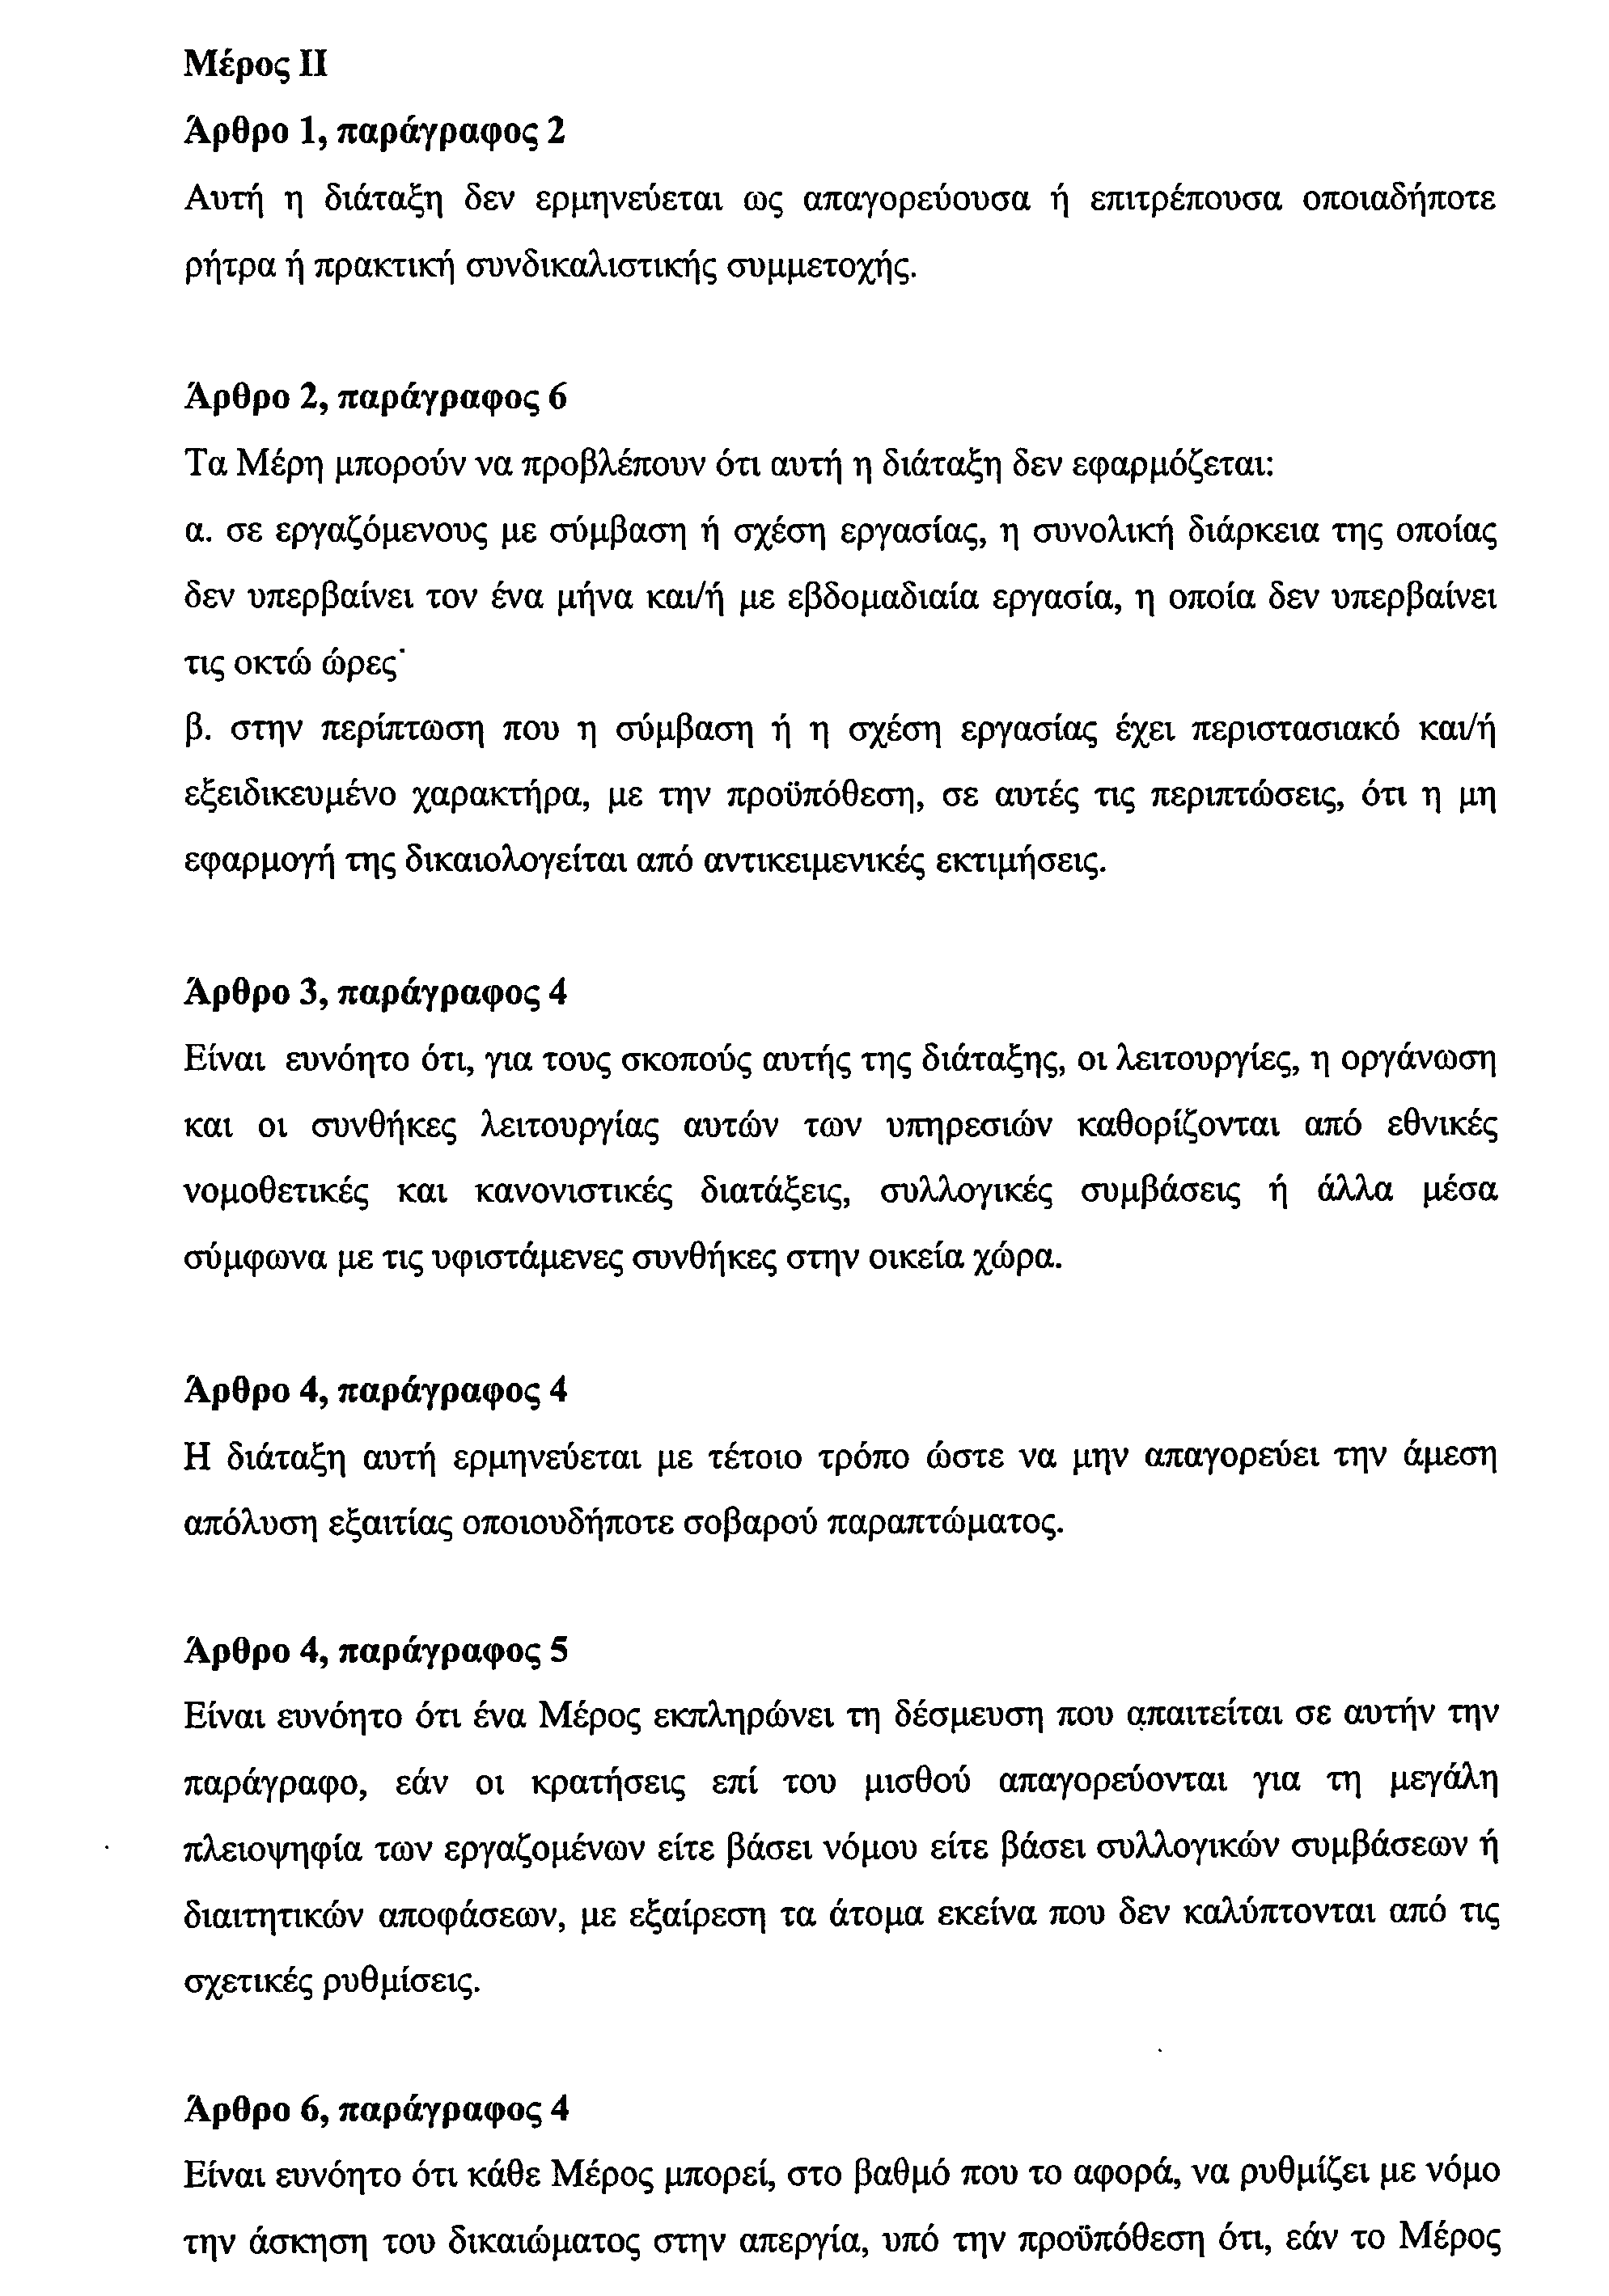 Μέρος II
Άρθρο 1, παράγραφος 2
Αυτή η διάταξη δεν ερμηνεύεται ως απαγορεύουσα ή επιτρέπουσα οποιαδήποτε
ρήτρα ή πρακτική συνδικαλιστικής συμμετοχής.
Άρθρο 2, παράγραφος 6
Τα Μέρη μπορούν να προβλέπουν ότι αυτή η διάταξη δεν εφαρμόζεται:
α. σε εργαζόμενους με σύμβαση ή σχέση εργασίας, η συνολική διάρκεια της οποίας
δεν υπερβαίνει τον ένα μήνα και/ή με εβδομαδιαία εργασία, η οποία δεν υπερβαίνει
τις οκτώ ώρες˙
β. στην περίπτωση που η σύμβαση ή η σχέση εργασίας έχει περιστασιακό και/ή
εξειδικευμένο χαρακτήρα, με την προϋπόθεση, σε αυτές τις περιπτώσεις, ότι η μη
εφαρμογή της δικαιολογείται από αντικειμενικές εκτιμήσεις.
Άρθρο 3, παράγραφος 4
Είναι ευνόητο ότι, για τους σκοπούς αυτής της διάταξης, οι λειτουργίες, η οργάνωση
και οι συνθήκες λειτουργίας αυτών των υπηρεσιών καθορίζονται από εθνικές
νομοθετικές και κανονιστικές διατάξεις, συλλογικές συμβάσεις ή άλλα μέσα
σύμφωνα με τις υφιστάμενες συνθήκες στην οικεία χώρα.
Άρθρο 4, παράγραφος 4
Η διάταξη αυτή ερμηνεύεται με τέτοιο τρόπο ώστε να μην απαγορεύει την άμεση
απόλυση εξαιτίας οποιουδήποτε σοβαρού παραπτώματος.
Άρθρο 4, παράγραφος 5
Είναι ευνόητο ότι ένα Μέρος εκπληρώνει τη δέσμευση που απαιτείται σε αυτήν την
παράγραφο, εάν οι κρατήσεις επί του μισθού απαγορεύονται για τη μεγάλη
πλειοψηφία των εργαζομένων είτε βάσει νόμου είτε βάσει συλλογικών συμβάσεων ή
διαιτητικών αποφάσεων, με εξαίρεση τα άτομα εκείνα που δεν καλύπτονται από τις
σχετικές ρυθμίσεις.
Άρθρο 6, παράγραφος 4
Είναι ευνόητο ότι κάθε Μέρος μπορεί, στο βαθμό που το αφορά, να ρυθμίζει με νόμο
την άσκηση του δικαιώματος στην απεργία, υπό την προϋπόθεση ότι, εάν το Μέρος